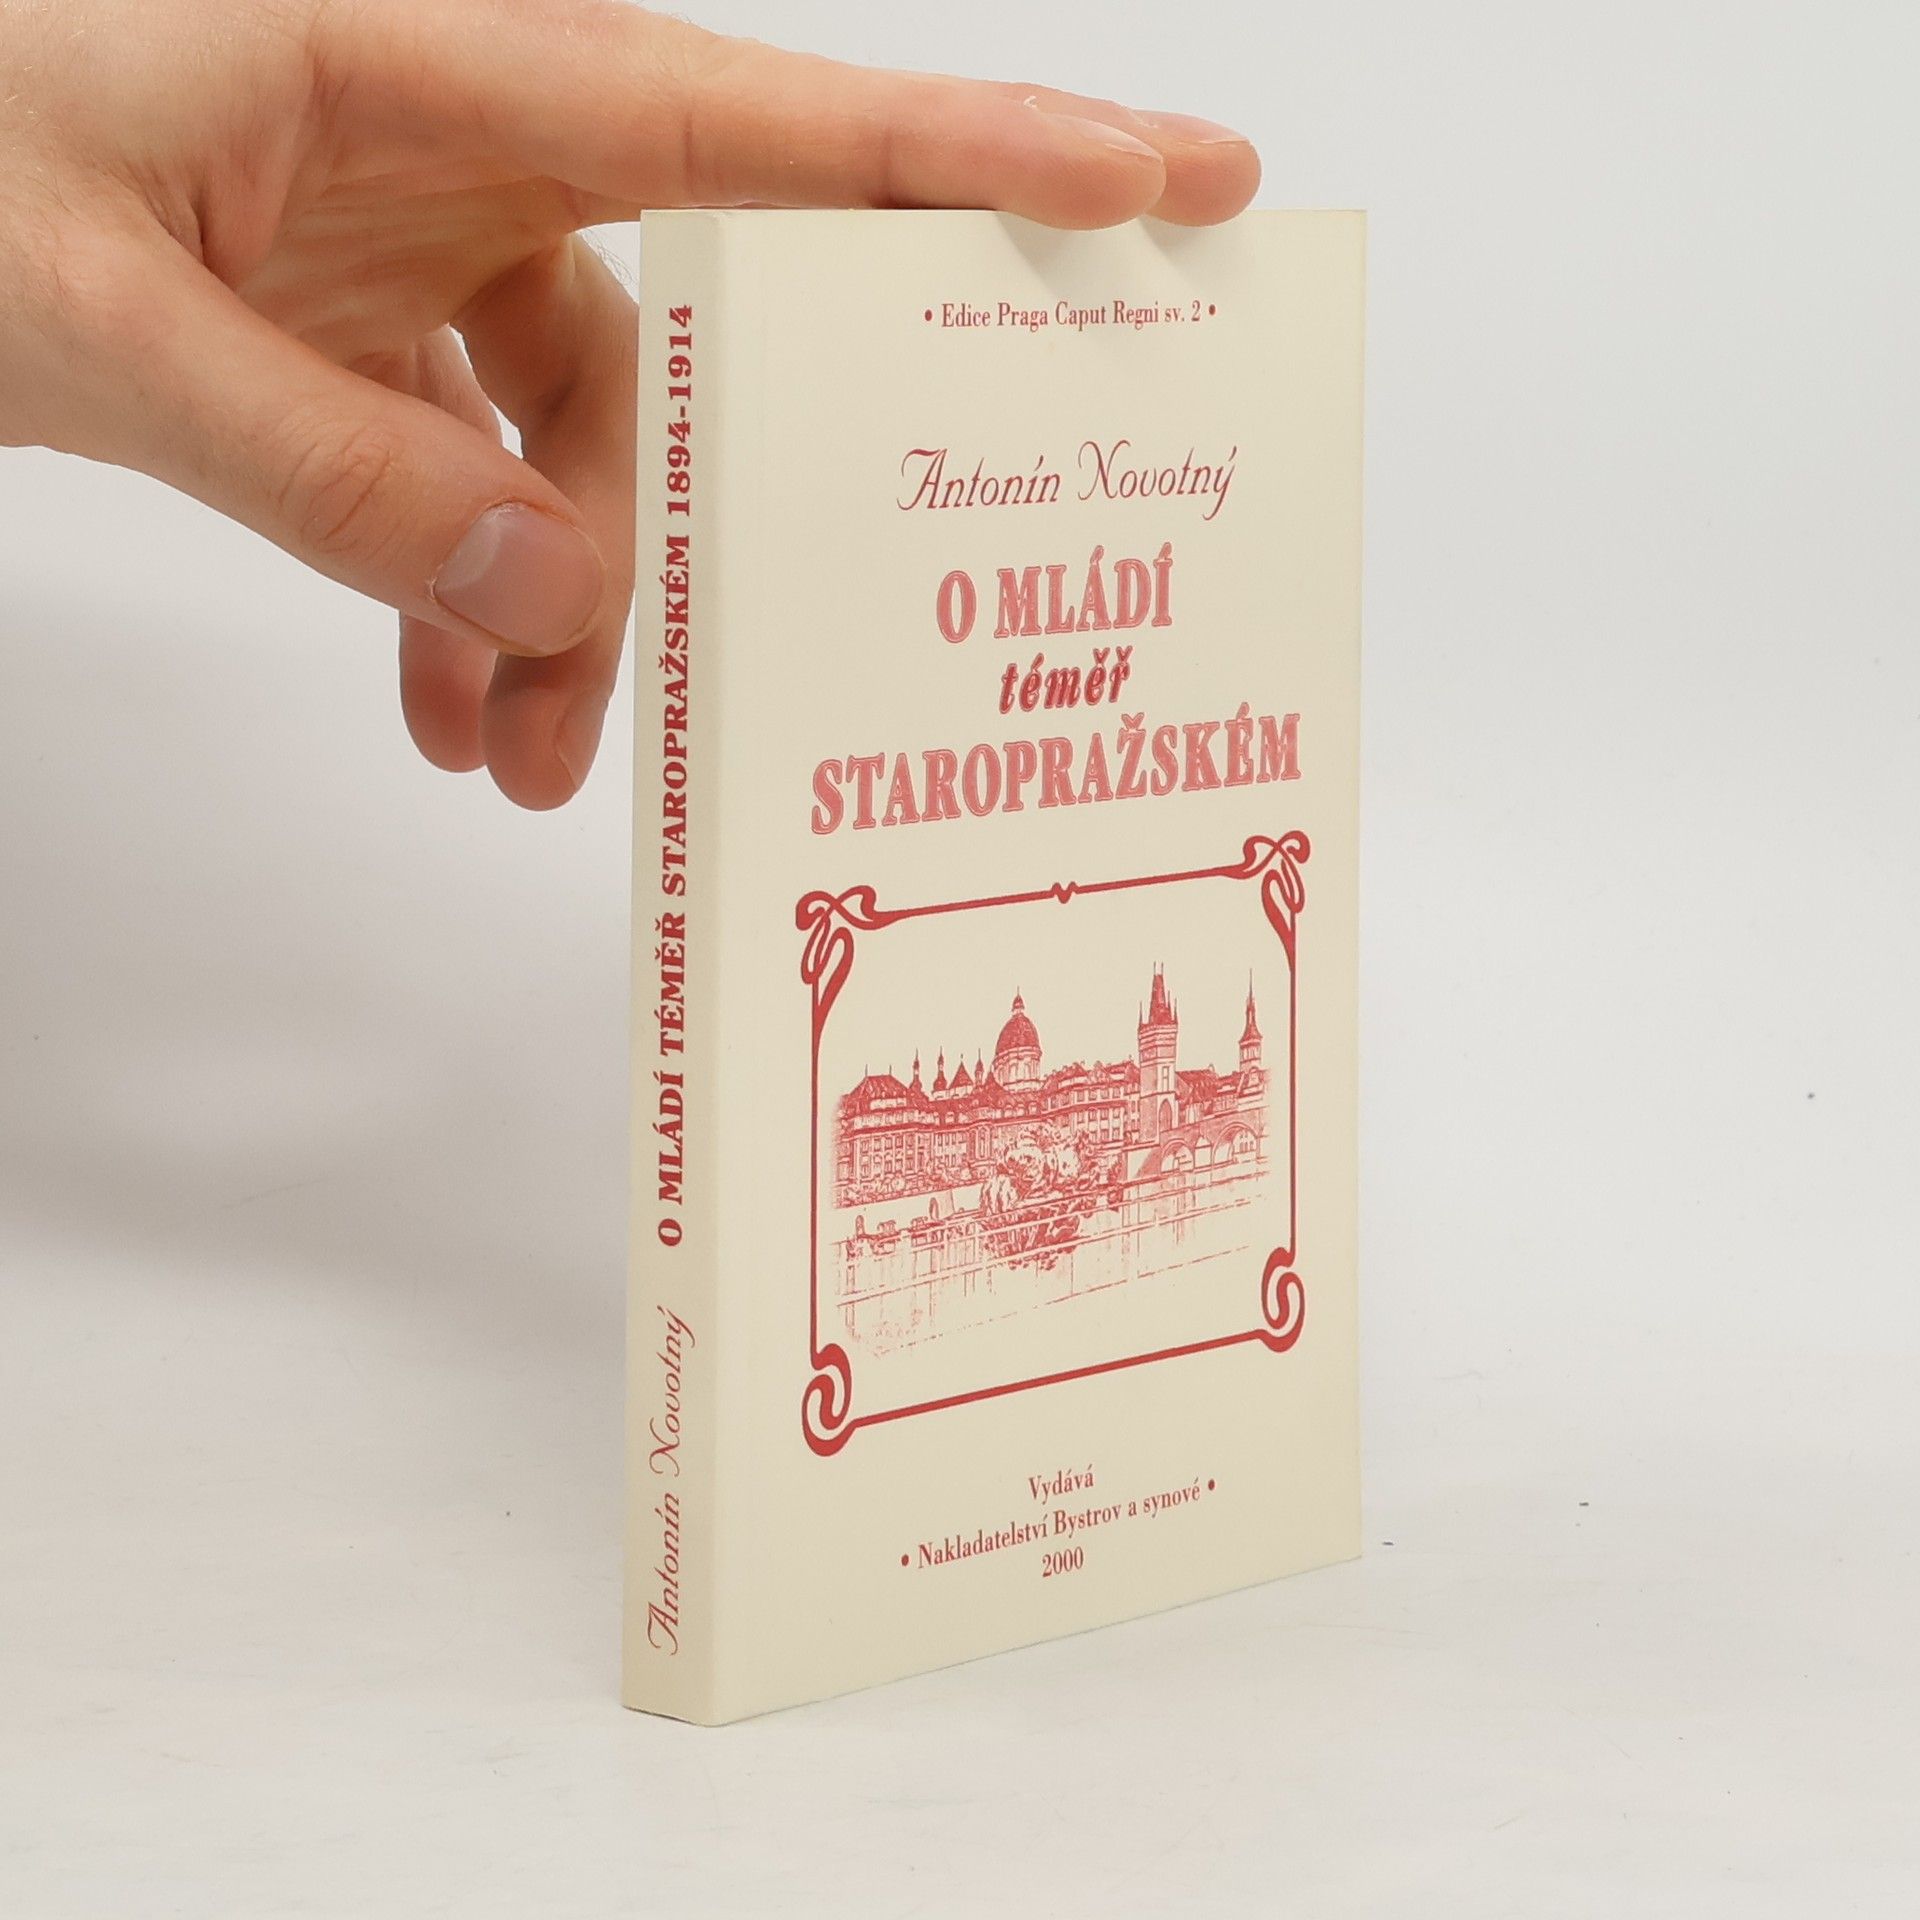 • Edice Praga Caput Regni sv. 2 •
Antonín Novotný
O MLÁDÍ
téměř
STAROPRAŽSKÉM
Vydává
• Nakladatelství Bystrov a synové •
2000
Antonín Novotný O MLÁDÍ TÉMĚŘ STAROPRAŽSKÉM 1894-1914